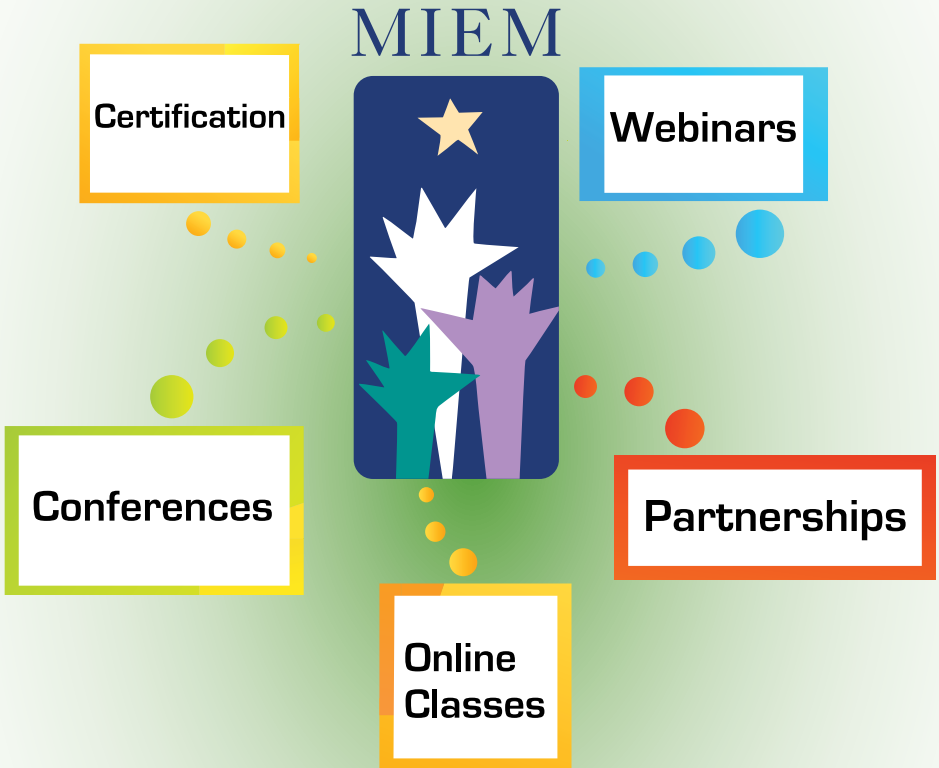 MIEM
Certification
Webinars
Conferences
Partnerships
Online
Classes